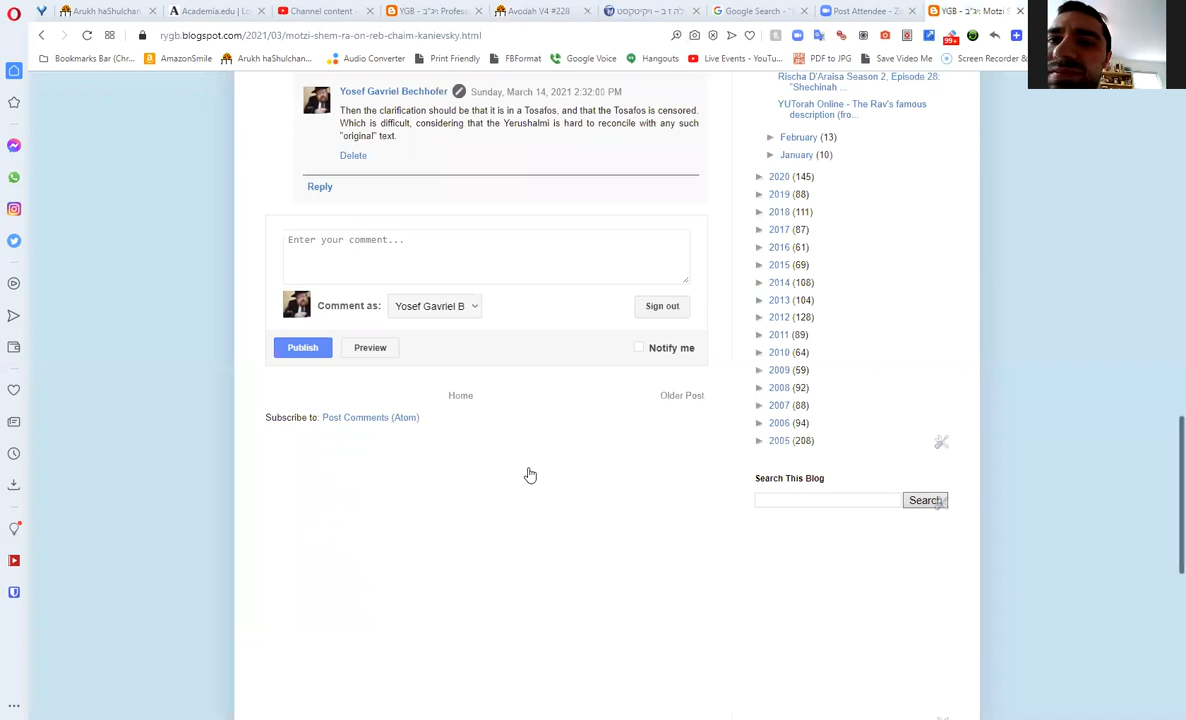 Arukh haShulchan
Academia.edu | Lo
Channel content -
YGB - יג"ב - Profess
Avodah V4 #228
ולה ז ב – ויקיטקסט
Google Search - "
Post Attendee - Zo
YGB - יג"ב: Motzi S
rygb.blogspot.com/2021/03/motzi-shem-ra-on-reb-chaim-kanievsky.html
99+
Bookmarks Bar (Chr...
AmazonSmile
Arukh haShulchan...
Audio Converter
Print Friendly
FBFormat
Google Voice
Hangouts
Live Events - YouTu...
PDF to JPG
Save Video Me
Screen Recorder &
Yosef Gavriel Bechhofer
Sunday, March 14, 2021 2:32:00 PM
Then the clarification should be that it is in a Tosafos, and that the Tosafos is censored.
Which is difficult, considering that the Yerushalmi is hard to reconcile with any such
"original" text.
Delete
Reply
Enter your comment...
Comment as:
Yosef Gavriel B
Sign out
Publish
Preview
Notify me
Home
Older Post
Subscribe to: Post Comments (Atom)
Rischa D'Araisa Season 2, Episode 28:
"Shechinah ...
YUTorah Online - The Rav's famous
description (fro...
► February (13)
► January (10)
► 2020 (145)
► 2019 (88)
► 2018 (111)
► 2017 (87)
► 2016 (61)
► 2015 (69)
► 2014 (108)
► 2013 (104)
► 2012 (128)
► 2011 (89)
► 2010 (64)
► 2009 (59)
► 2008 (92)
► 2007 (88)
► 2006 (94)
► 2005 (208)
Search This Blog
Search